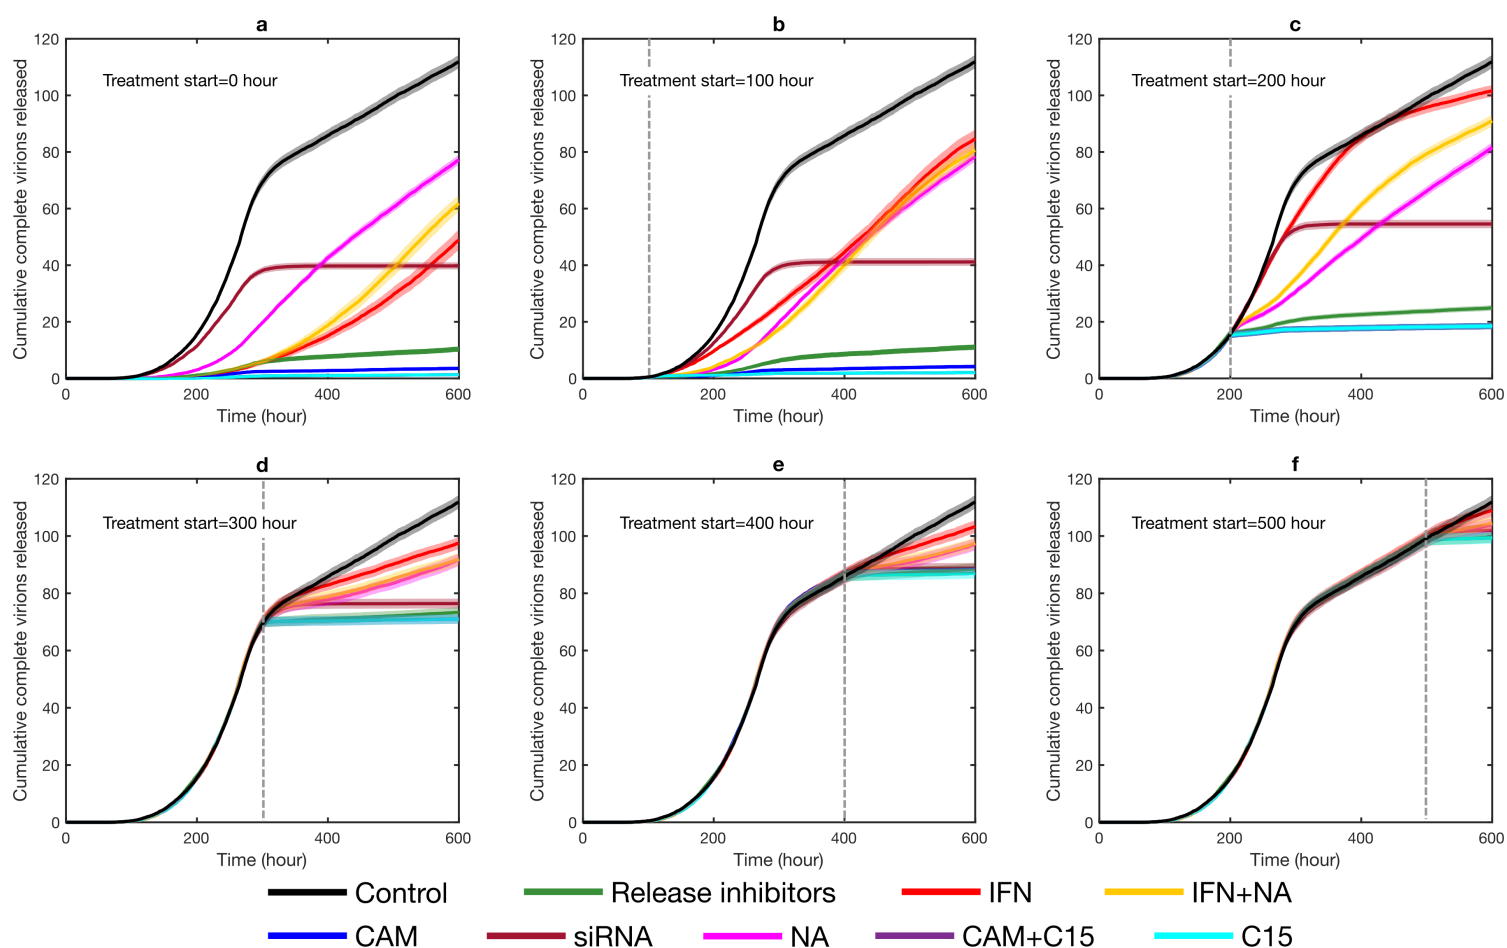 a
Treatment start=0 hour
Cumulative complete virions released
120
100
80
60
40
20
0
0 200 400 600
Time (hour)
b
Treatment start=100 hour
Cumulative complete virions released
120
100
80
60
40
20
0
0 200 400 600
Time (hour)
c
Treatment start=200 hour
Cumulative complete virions released
120
100
80
60
40
20
0
0 200 400 600
Time (hour)
d
Treatment start=300 hour
Cumulative complete virions released
120
100
80
60
40
20
0
0 200 400 600
Time (hour)
e
Treatment start=400 hour
Cumulative complete virions released
120
100
80
60
40
20
0
0 200 400 600
Time (hour)
f
Treatment start=500 hour
Cumulative complete virions released
120
100
80
60
40
20
0
0 200 400 600
Time (hour)
Control Release inhibitors IFN IFN+NA
CAM siRNA NA CAM+C15 C15